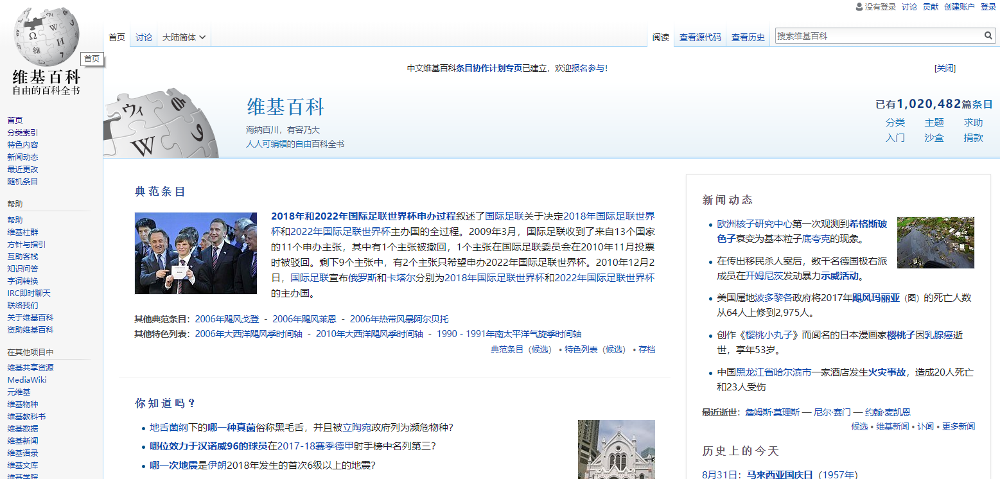 没有登录 讨论 贡献 创建账户 登录
维基百科
自由的百科全书
首页
首页 讨论 大陆简体
阅读 查看源代码 查看历史 搜索维基百科
中文维基百科条目协作计划专页已建立，欢迎报名参与！ [关闭]
维基百科
海纳百川，有容乃大
人人可编辑的自由百科全书
已有1,020,482篇条目
分类 主题 求助
入门 沙盒 捐款
首页
分类索引
特色内容
新闻动态
最近更改
随机条目
帮助
帮助
维基社群
方针与指引
互助客栈
知识问答
字词转换
IRC即时聊天
联络我们
关于维基百科
资助维基百科
在其他项目中
维基共享资源
MediaWiki
元维基
维基物种
维基教科书
维基数据
维基新闻
维基语录
维基文库
维基学院
典范条目
2018年和2022年国际足联世界杯申办过程叙述了国际足联关于决定2018年国际足联世界
杯和2022年国际足联世界杯主办国的全过程。2009年3月，国际足联收到了来自13个国家
的11个申办主张，其中有1个主张被撤回，1个主张在国际足联委员会在2010年11月投票
时被驳回。剩下9个主张中，有2个主张只希望申办2022年国际足联世界杯。2010年12月2
日，国际足联宣布俄罗斯和卡塔尔分别为2018年国际足联世界杯和2022年国际足联世界杯
的主办国。
其他典范条目：2006年飓风戈登 - 2006年飓风莱恩 - 2006年热带风暴阿尔贝托
其他特色列表：2006年大西洋飓风季时间轴 - 2010年大西洋飓风季时间轴 - 1990 - 1991年南太平洋气旋季时间轴
典范条目（候选） • 特色列表（候选） • 存档
你知道吗？
地舌菌纲下的哪一种真菌俗称黑毛舌，并且被立陶宛政府列为濒危物种？
哪位效力于汉诺威96的球员在2017-18赛季德甲射手榜中名列第三？
哪一次地震是伊朗2018年发生的首次6级以上的地震？
新闻动态
欧洲核子研究中心第一次观测到希格斯玻
色子衰变为基本粒子底夸克的现象。
在传出移民杀人案后，数千名德国极右派
成员在开姆尼茨发动暴力示威活动。
美国属地波多黎各政府将2017年飓风玛丽亚（图）的死亡人数
从64人上修到2,975人。
创作《樱桃小丸子》而闻名的日本漫画家樱桃子因乳腺癌逝
世，享年53岁。
中国黑龙江省哈尔滨市一家酒店发生火灾事故，造成20人死亡
和23人受伤
最近逝世：詹姆斯·莫理斯 — 尼尔·赛门 — 约翰·麦凯恩
候选 • 维基新闻 • 讣闻 • 更多新闻
历史上的今天
8月31日：马来西亚国庆日（1957年）